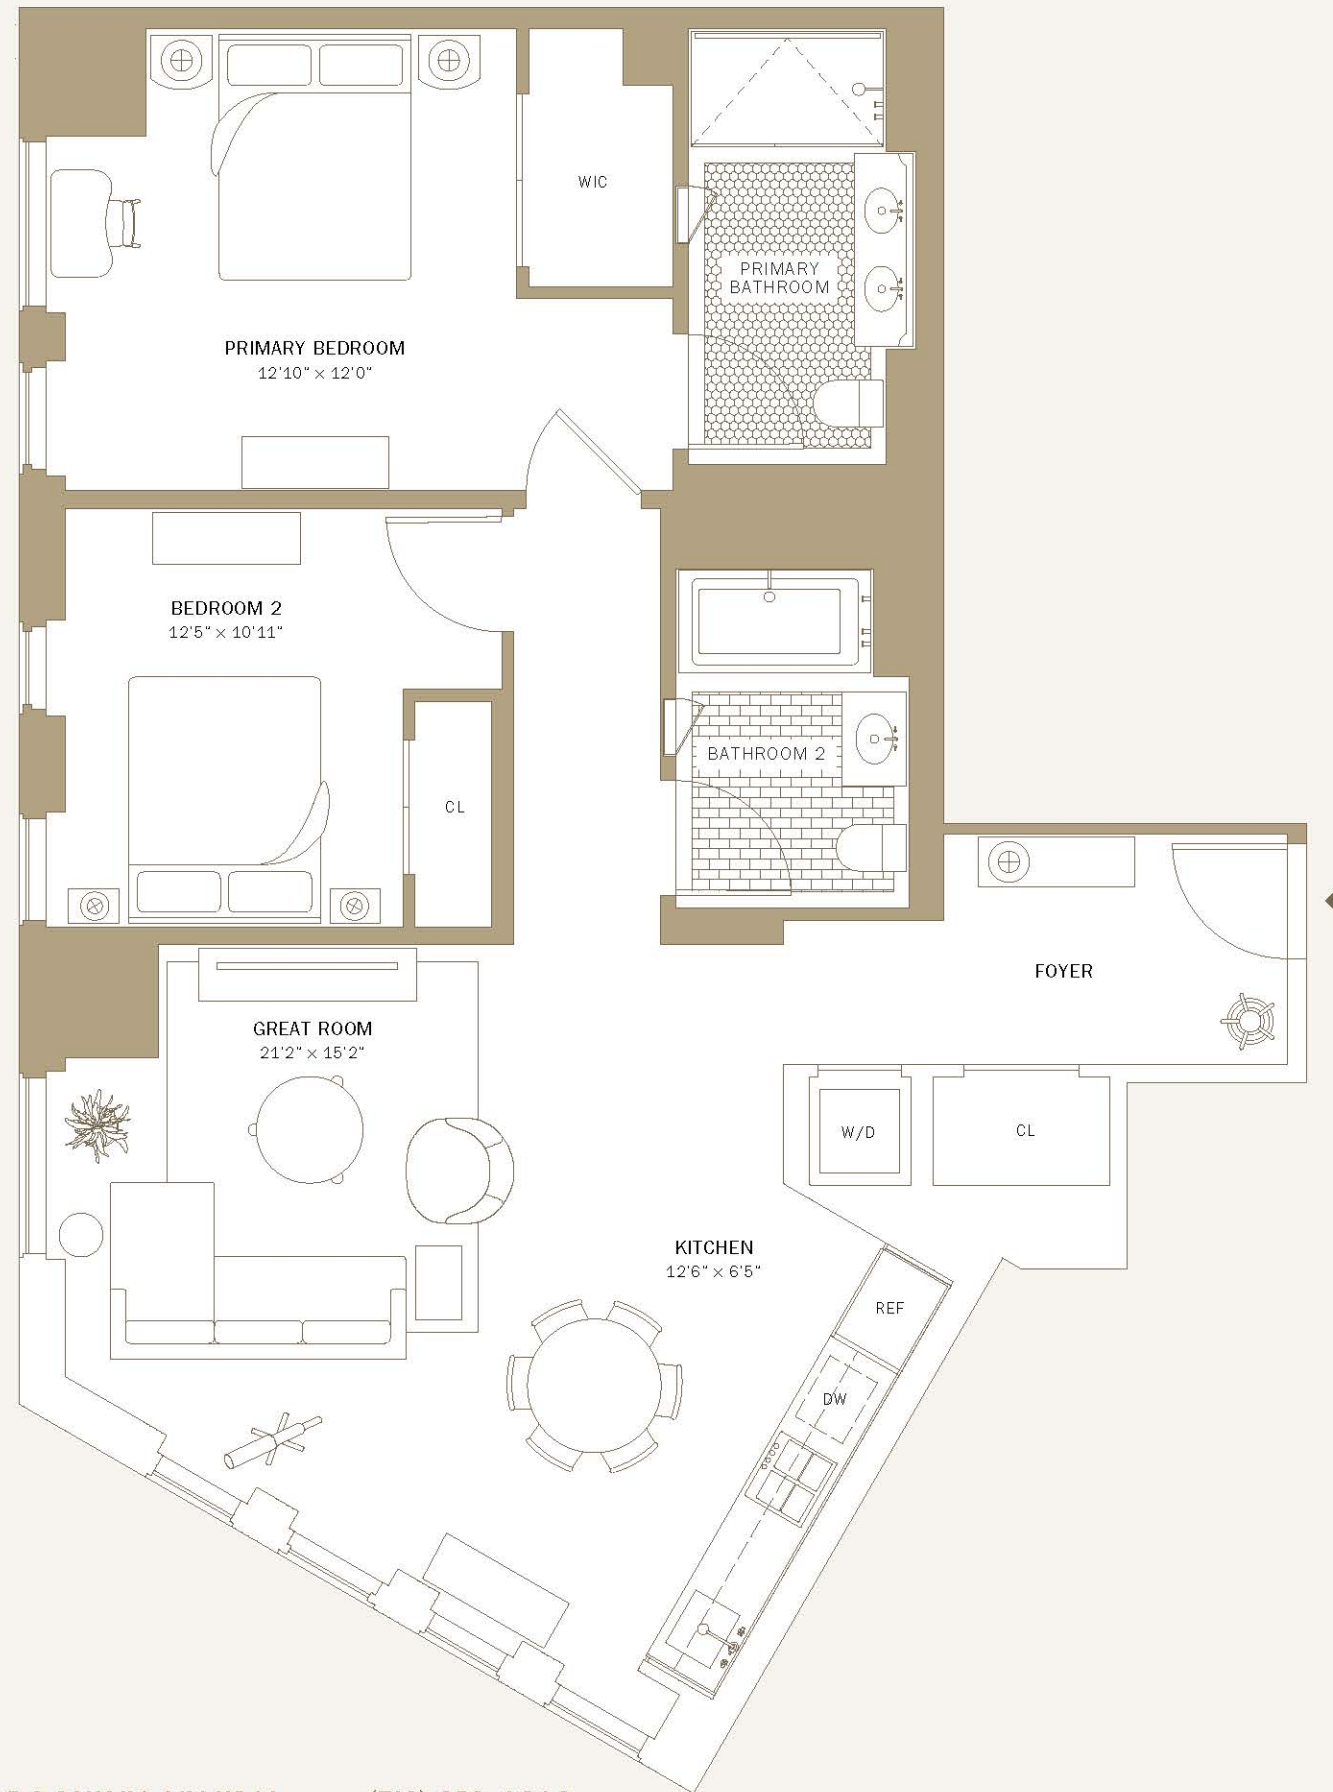 WIC
PRIMARY
BATHROOM
PRIMARY BEDROOM
12'10" × 12'0"
BEDROOM 2
12'5" × 10'11"
BATHROOM 2
CL
FOYER
GREAT ROOM
21'2" × 15'2"
W/D
CL
KITCHEN
12'6" × 6'5"
REF
DW